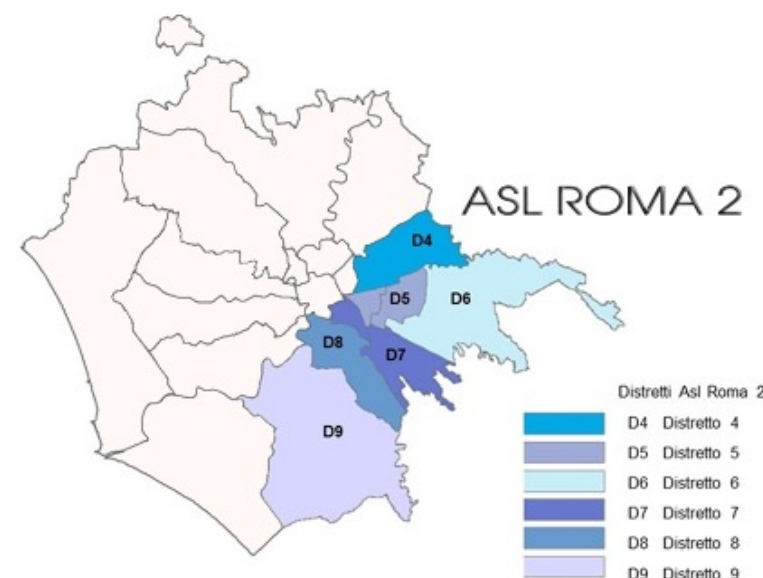 ASL ROMA 2
D4
D5
D6
D8
D7
D9
Distretti Asl Roma 2
D4 Distretto 4
D5 Distretto 5
D6 Distretto 6
D7 Distretto 7
D8 Distretto 8
D9 Distretto 9